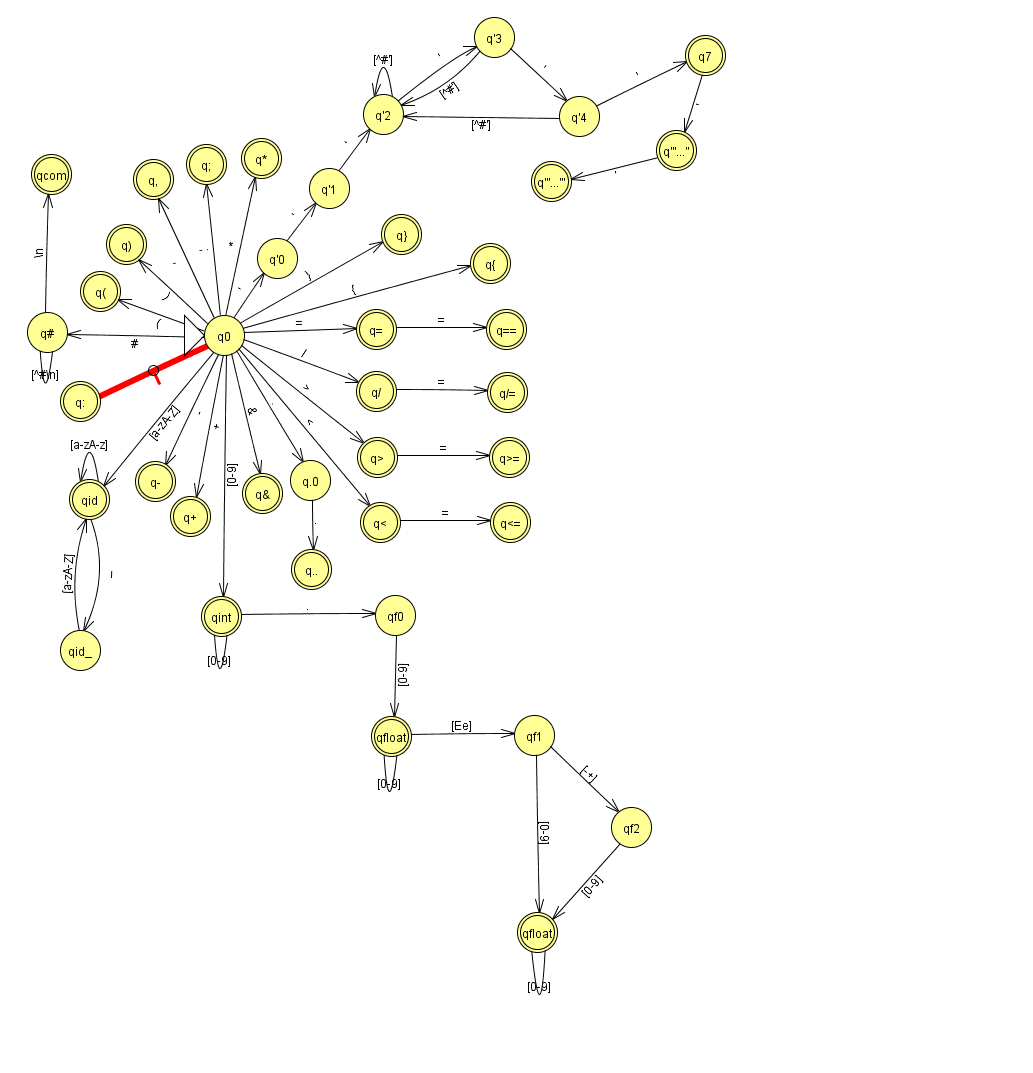 q'3
'
q7
[^#']
'
'
[^#']
'
q'2
q'4
[^#']
'
q'''...''
'
q'''...'''
q*
q;
q,
qcom
'
q'1
'
q}
q)
\n
*
q'0
q{
q(
)
}
{
'
(
q#
#
q0
=
q=
=
q==
[^#\n]
/
q/
=
q/=
q:
>
[a-zA-Z]
-
+
&
.
<
[a-zA-z]
q>
=
q>=
[0-9]
q-
q.0
qid
q&
q+
q<
=
q<=
.
[a-zA-Z]
_
q..
qint
.
qf0
[0-9]
qid_
[0-9]
qfloat
[Ee]
qf1
[0-9]
[-+]
qf2
[0-9]
[0-9]
qfloat
[0-9]